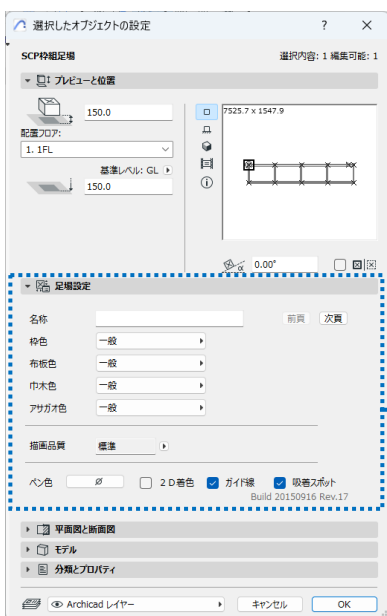 選択したオブジェクトの設定 ? ×
SCP枠組足場 選択内容: 1 編集可能: 1
プレビューと位置
150.0
配置フロア:
1. 1FL
基準レベル: GL
150.0
7525.7 x 1547.9
α 0.00°
足場設定
名称 前頁 次頁
枠色 一般
布板色 一般
巾木色 一般
アサガオ色 一般
描画品質 標準
ペン色 2D着色 ガイド線 吸着スポット
Build 20150916 Rev.17
平面図と断面図
モデル
分類とプロパティ
Archicad レイヤー キャンセル OK